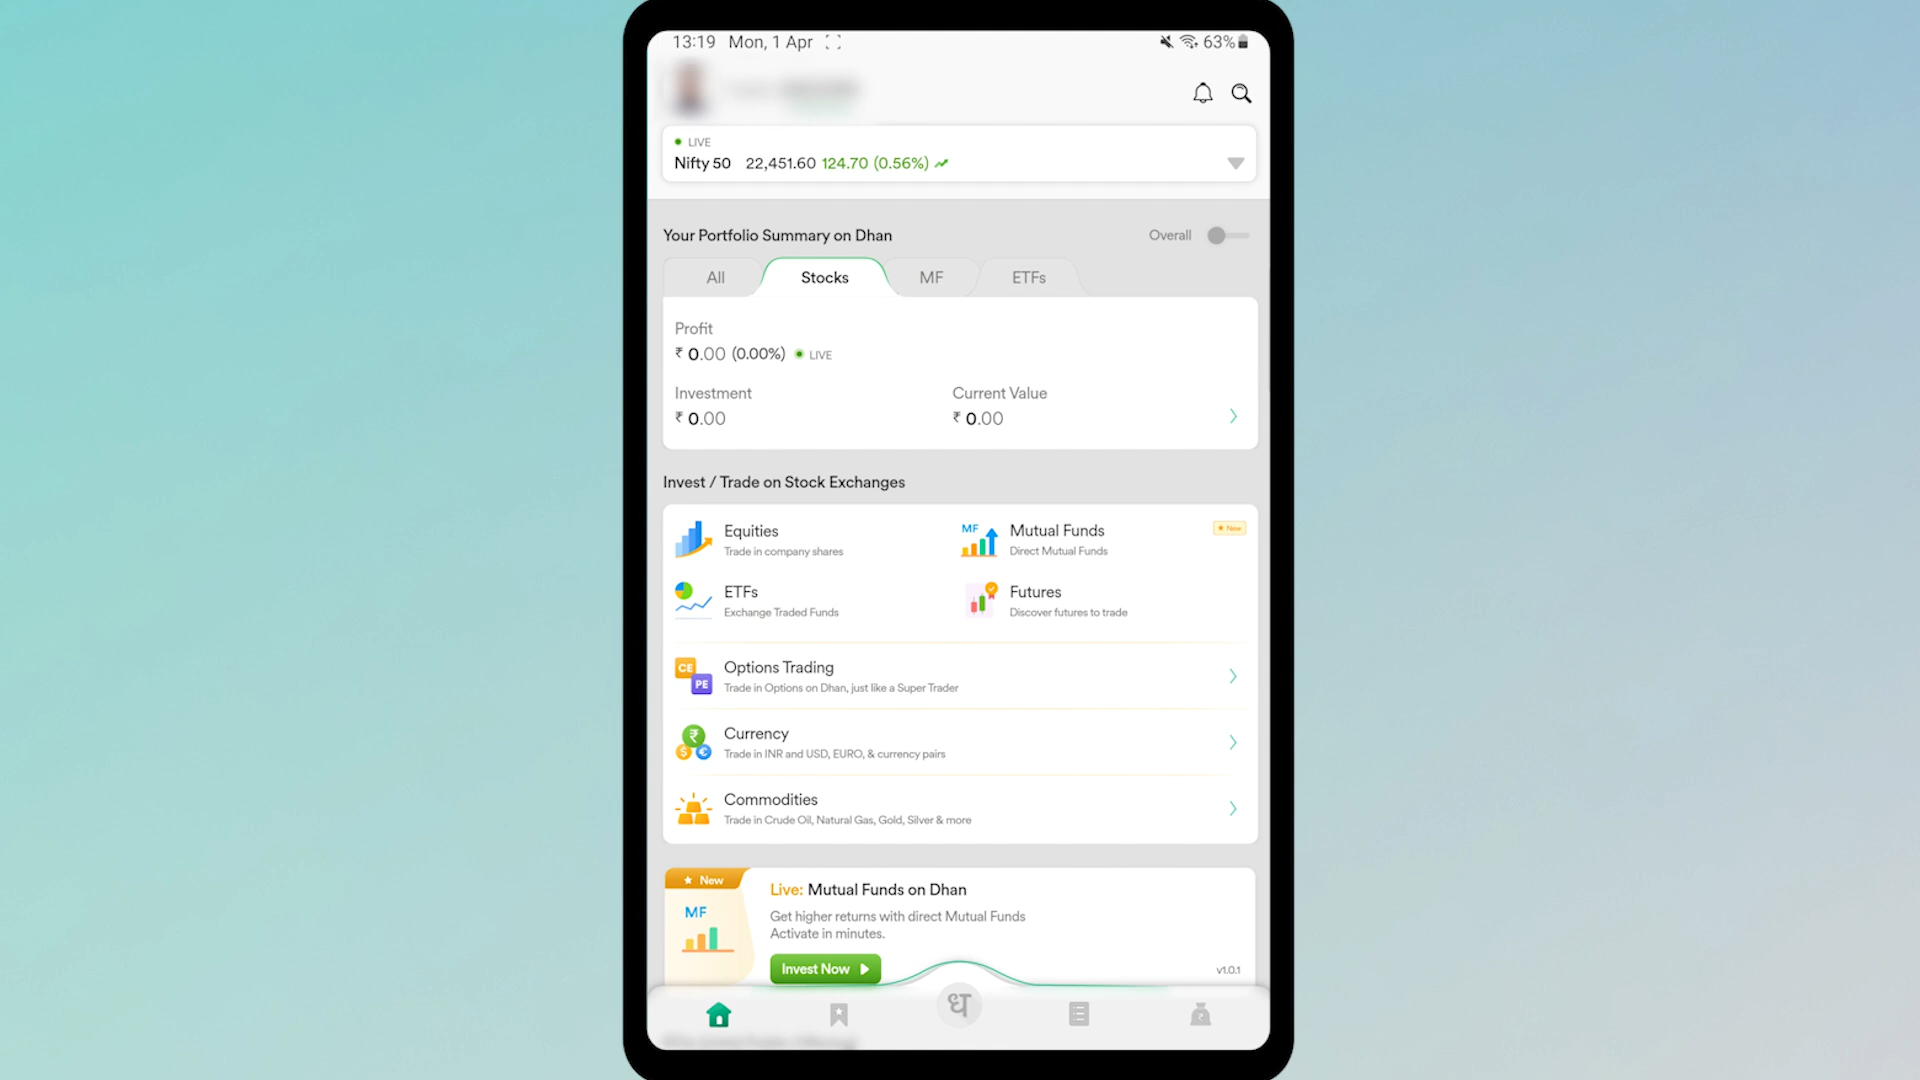 13:19 Mon, 1 Apr 63%
LIVE
Nifty 50 22,451.60 124.70 (0.56%)
Your Portfolio Summary on Dhan Overall
All Stocks MF ETFs
Profit
₹ 0.00 (0.00%) LIVE
Investment Current Value
₹ 0.00 ₹ 0.00
Invest / Trade on Stock Exchanges
Equities
Trade in company shares
MF
Mutual Funds
Direct Mutual Funds
New
ETFs
Exchange Traded Funds
Futures
Discover futures to trade
CE
PE
Options Trading
Trade in Options on Dhan, just like a Super Trader
₹ $ €
Currency
Trade in INR and USD, EURO, & currency pairs
Commodities
Trade in Crude Oil, Natural Gas, Gold, Silver & more
New
MF
Live: Mutual Funds on Dhan
Get higher returns with direct Mutual Funds
Activate in minutes.
Invest Now
v1.0.1
ध
₹